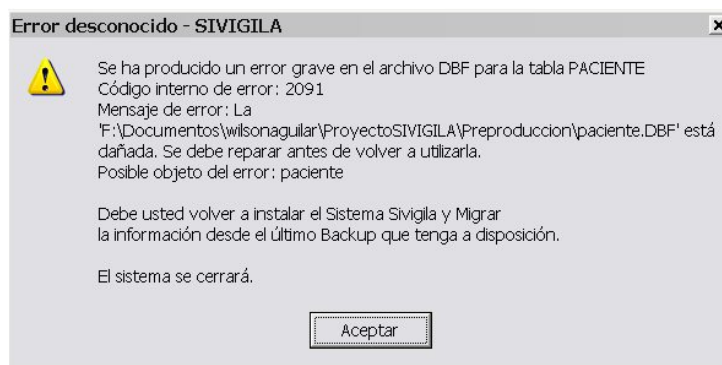 Error desconocido - SIVIGILA
Se ha producido un error grave en el archivo DBF para la tabla PACIENTE
Código interno de error: 2091
Mensaje de error: La
'F:\Documentos\wilsonaguilar\ProyectoSIVIGILA\Preproduccion\paciente.DBF' está
dañada. Se debe reparar antes de volver a utilizarla.
Posible objeto del error: paciente
Debe usted volver a instalar el Sistema Sivigila y Migrar
la información desde el último Backup que tenga a disposición.
El sistema se cerrará.
Aceptar